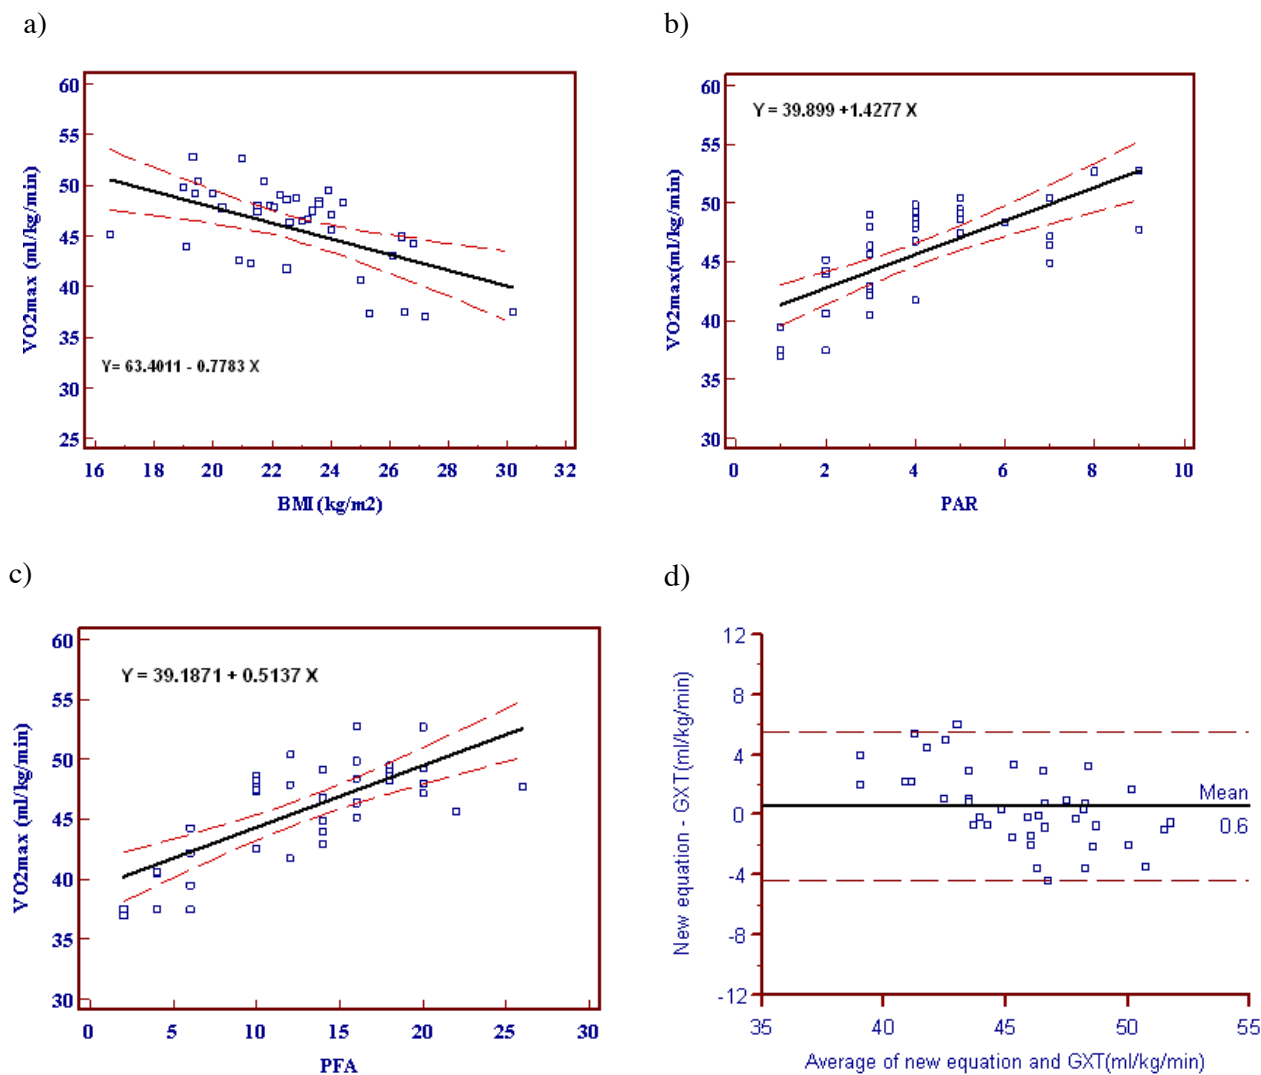 a)
60
55
50
45
40
35
30
25
VO2max (ml/kg/min)
Y= 63.4011 - 0.7783 X
16 18 20 22 24 26 28 30 32
BMI (kg/m2)
b)
60
55
50
45
40
35
30
VO2max(ml/kg/min)
Y = 39.899 +1.4277 X
0 2 4 6 8 10
PAR
c)
60
55
50
45
40
35
30
VO2max (ml/kg/min)
Y = 39.1871 + 0.5137 X
0 5 10 15 20 25 30
PFA
d)
12
8
4
0
-4
-8
-12
New equation - GXT(ml/kg/min)
Mean
0.6
35 40 45 50 55
Average of new equation and GXT(ml/kg/min)